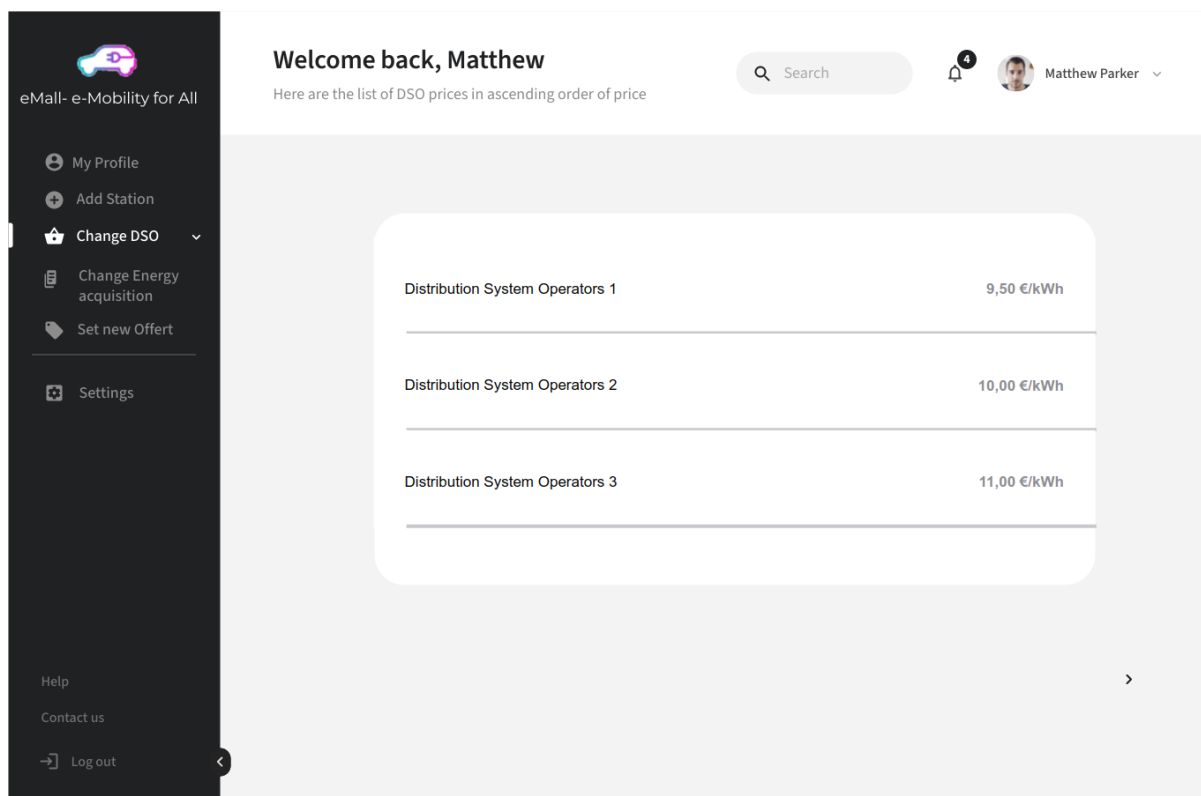 eMall- e-Mobility for All
My Profile
Add Station
Change DSO
Change Energy
acquisition
Set new Offert
Settings
Help
Contact us
Log out
Welcome back, Matthew
Here are the list of DSO prices in ascending order of price
Search
4
Matthew Parker
Distribution System Operators 1
9,50 €/kWh
Distribution System Operators 2
10,00 €/kWh
Distribution System Operators 3
11,00 €/kWh